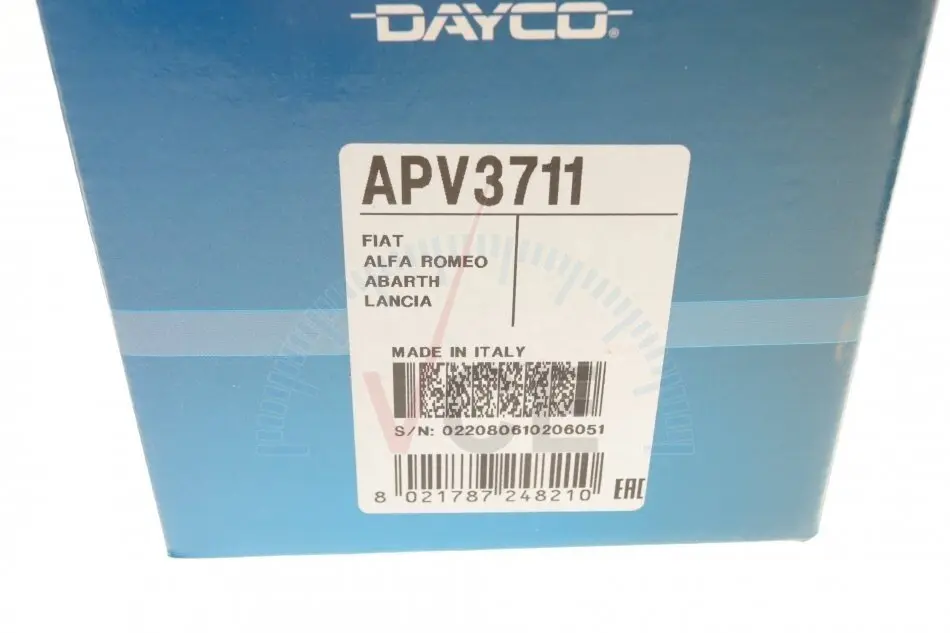 DAYCO®
APV3711
FIAT
ALFA ROMEO
ABARTH
LANCIA
MADE IN ITALY
S/N: 022080610206051
8 021787 248210
EAC